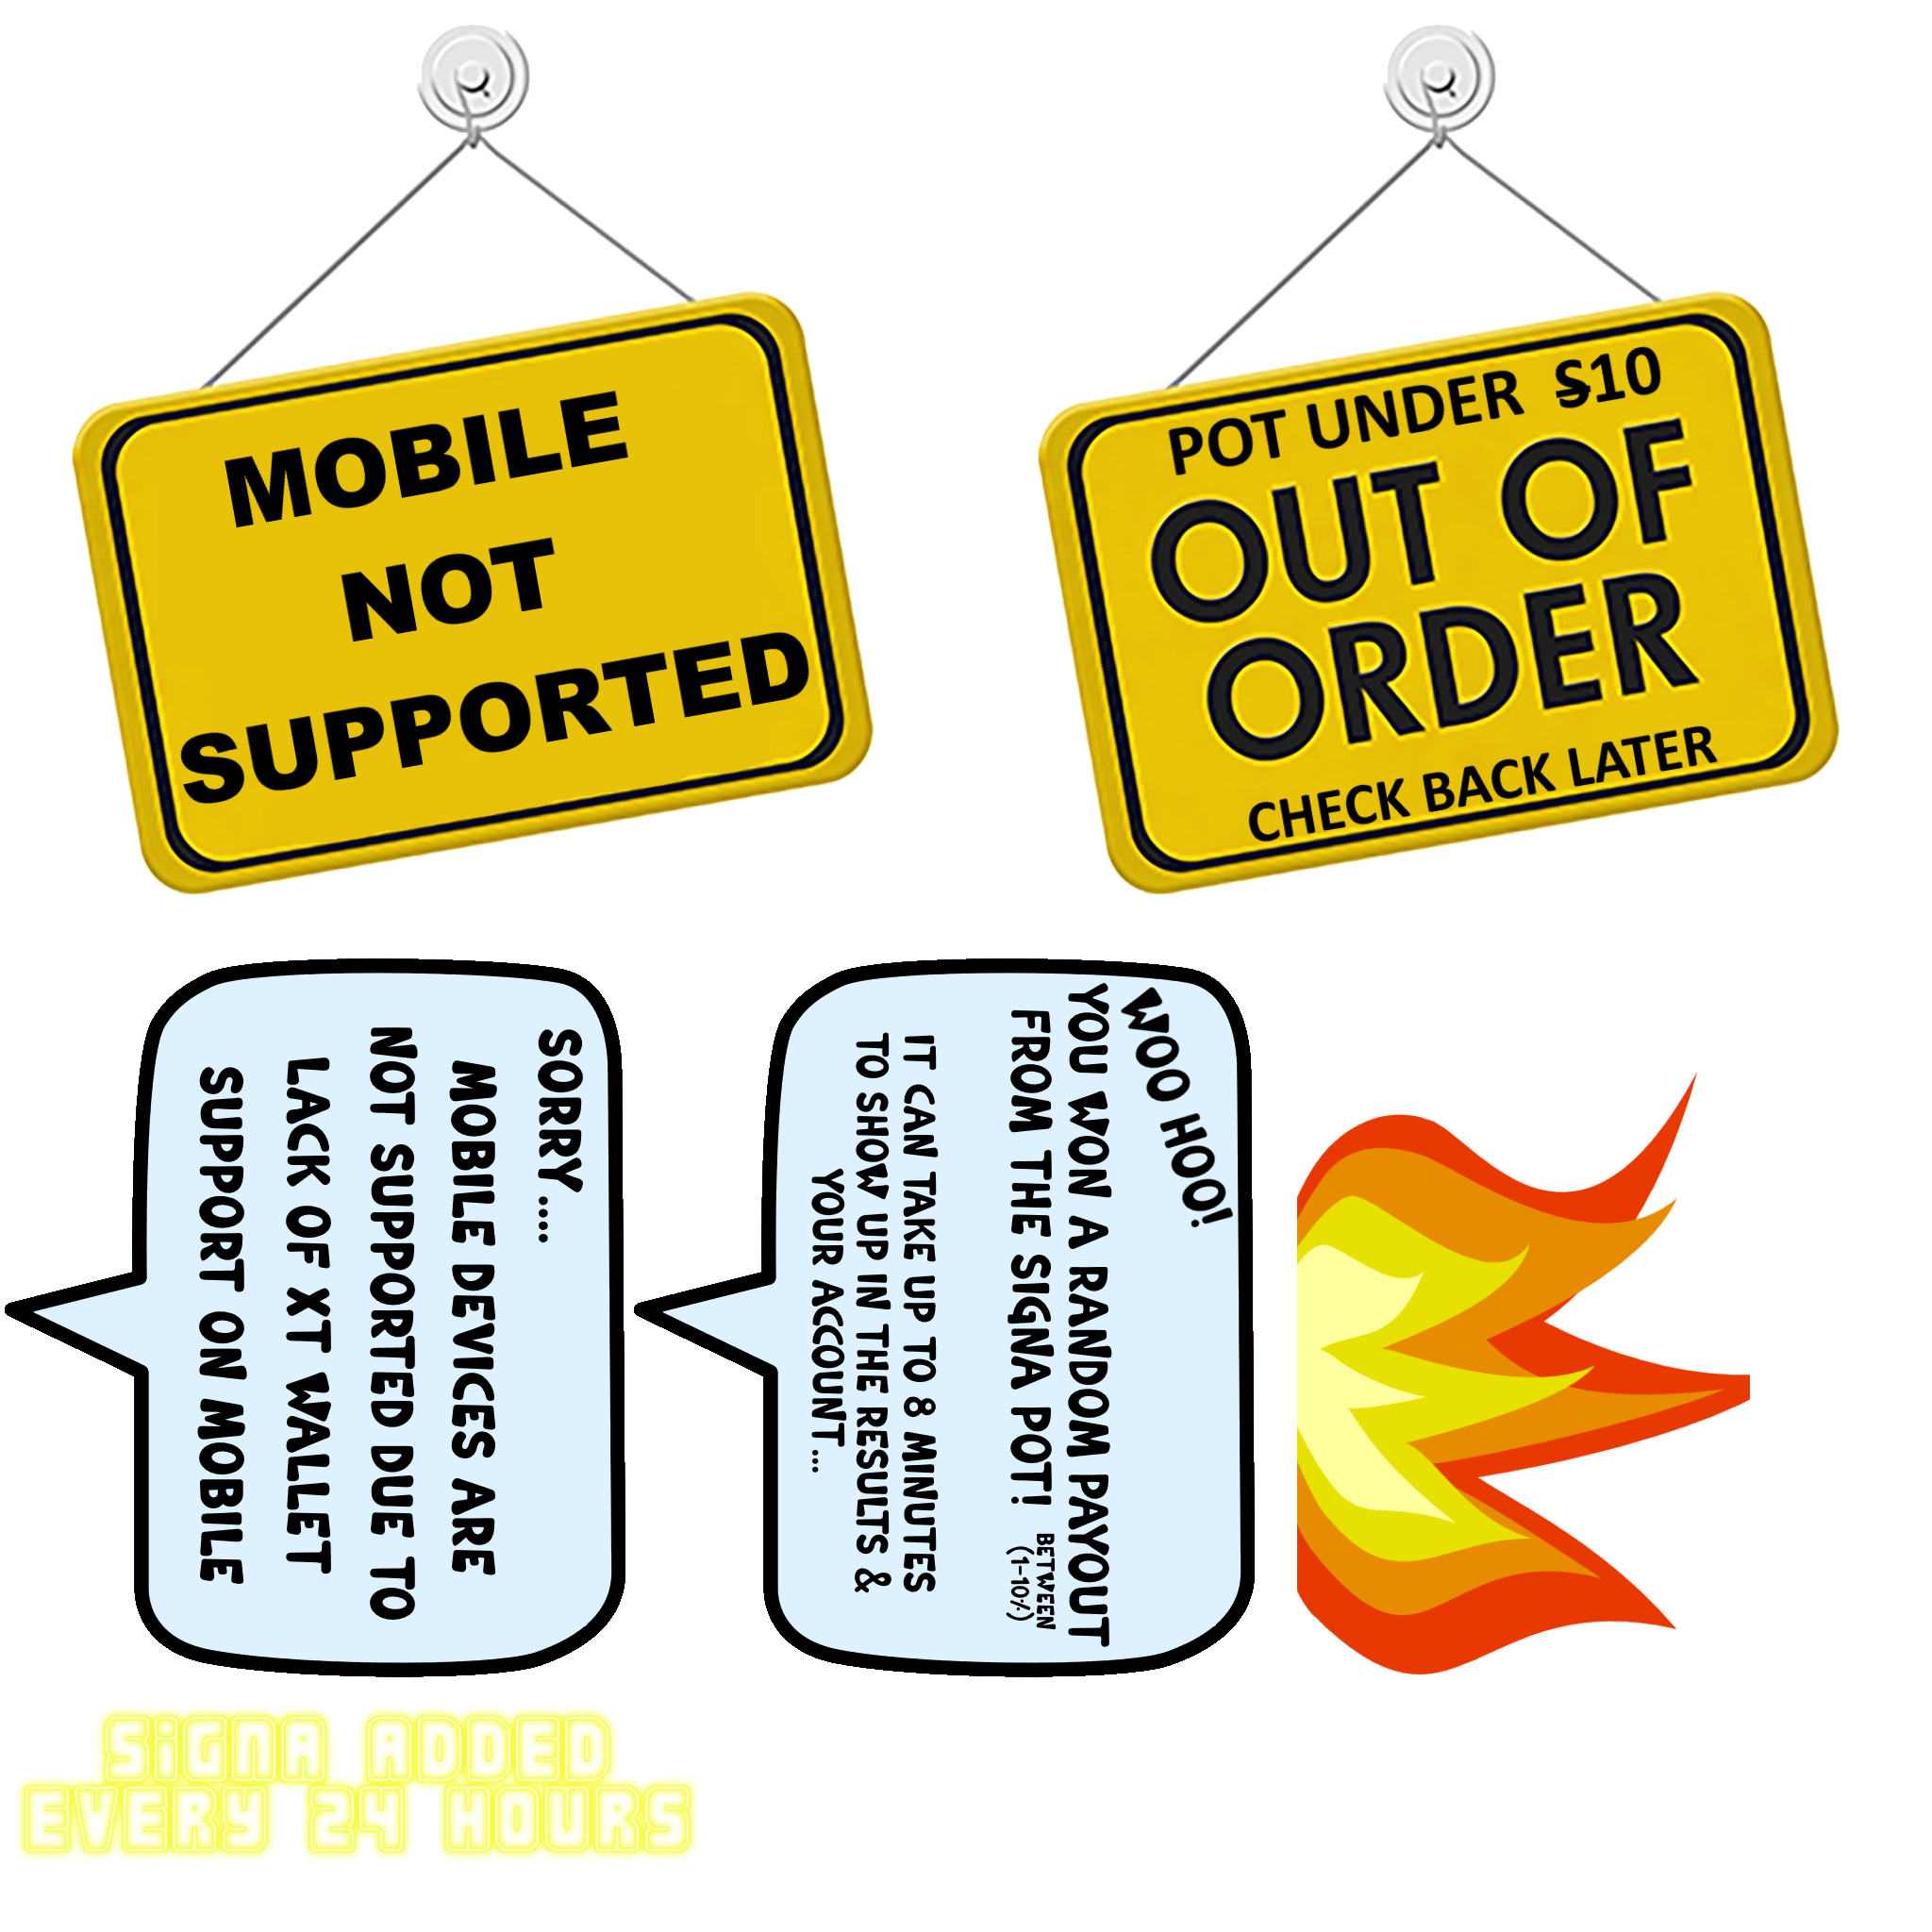 MOBILE
NOT
SUPPORTED
POT UNDER $10
OUT OF
ORDER
CHECK BACK LATER
SORRY ....
MOBILE DEVICES ARE
NOT SUPPORTED DUE TO
LACK OF XT WALLET
SUPPORT ON MOBILE
WOO HOO!
YOU WON A RANDOM PAYOUT
FROM THE SIGNA POT!
BETWEEN
(1-10%)
IT CAN TAKE UP TO 8 MINUTES
TO SHOW UP IN THE RESULTS &
YOUR ACCOUNT ...
SIGNA ADDED
EVERY 24 HOURS